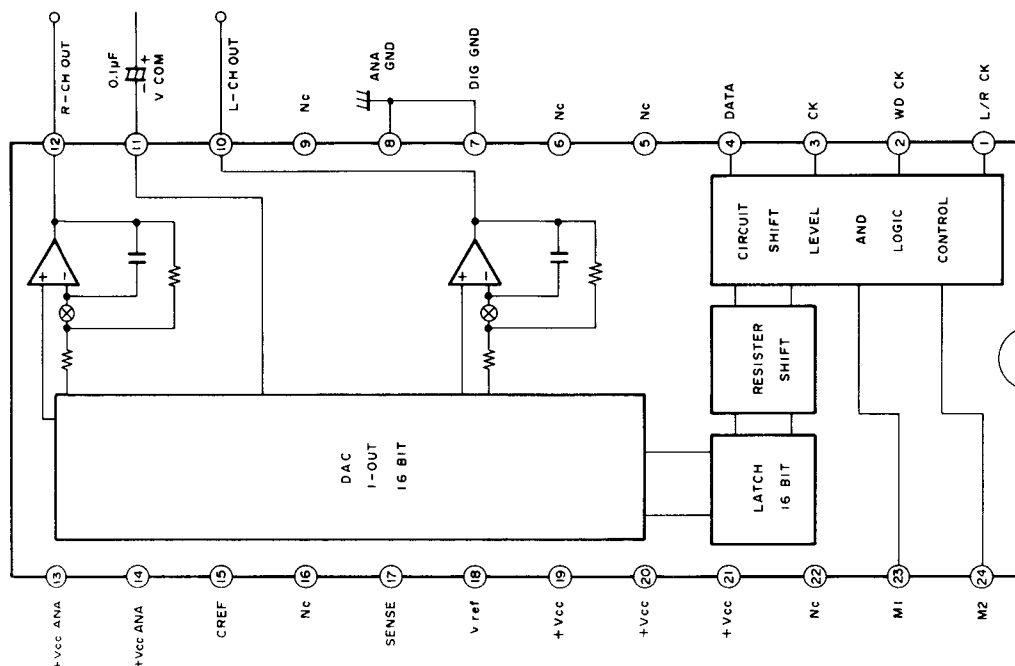 R-CH OUT
0.1µF
- +
V COM
L-CH OUT
Nc
ANA
GND
DIG GND
Nc
Nc
DATA
CK
WD CK
L/R CK
12
11
10
9
8
7
6
5
4
3
2
1
+
-
+
-
CIRCUIT
SHIFT
LEVEL
AND
LOGIC
CONTROL
RESISTER
SHIFT
DAC
I-OUT
16 BIT
LATCH
16 BIT
13
14
15
16
17
18
19
20
21
22
23
24
+Vcc ANA
+Vcc ANA
CREF
Nc
SENSE
V ref
+Vcc
+Vcc
+Vcc
Nc
M1
M2